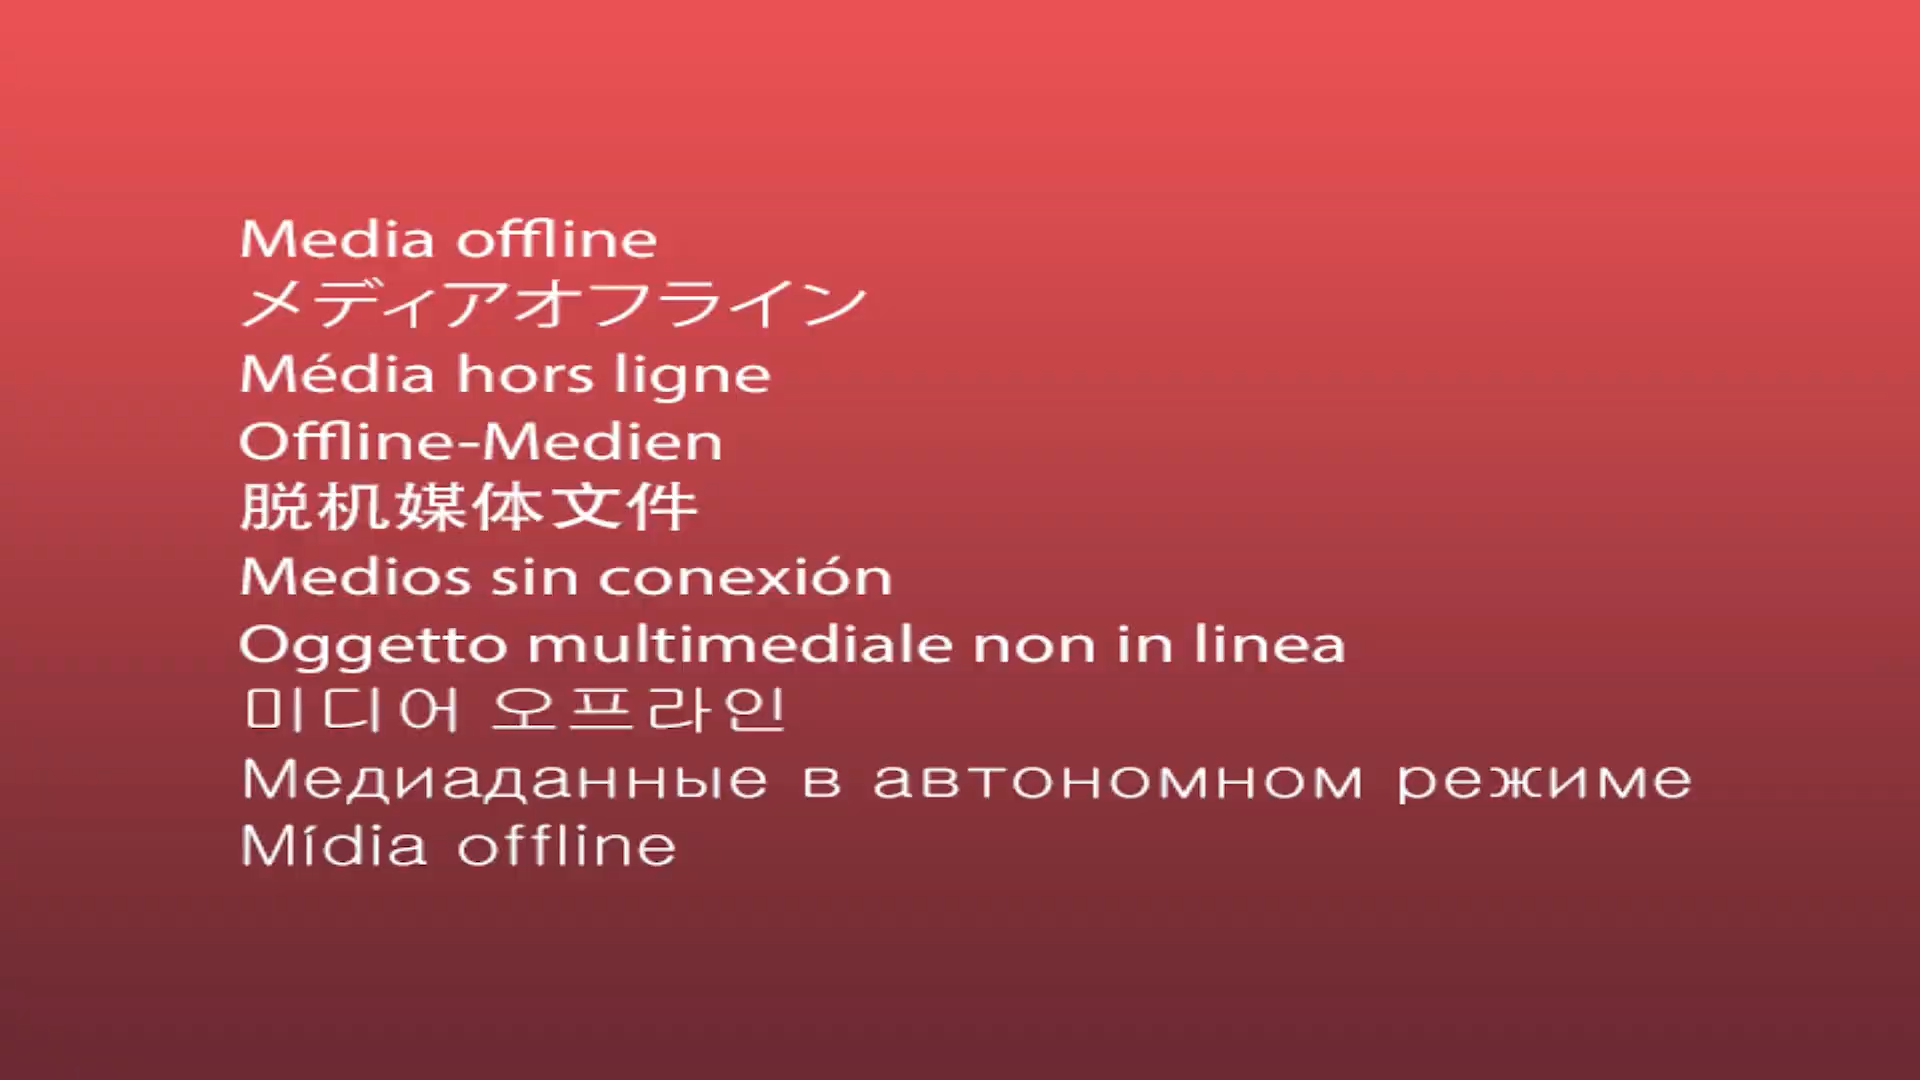 Media offline
メディアオフライン
Média hors ligne
Offline-Medien
脱机媒体文件
Medios sin conexión
Oggetto multimediale non in linea
미디어 오프라인
Медиаданные в автономном режиме
Mídia offline